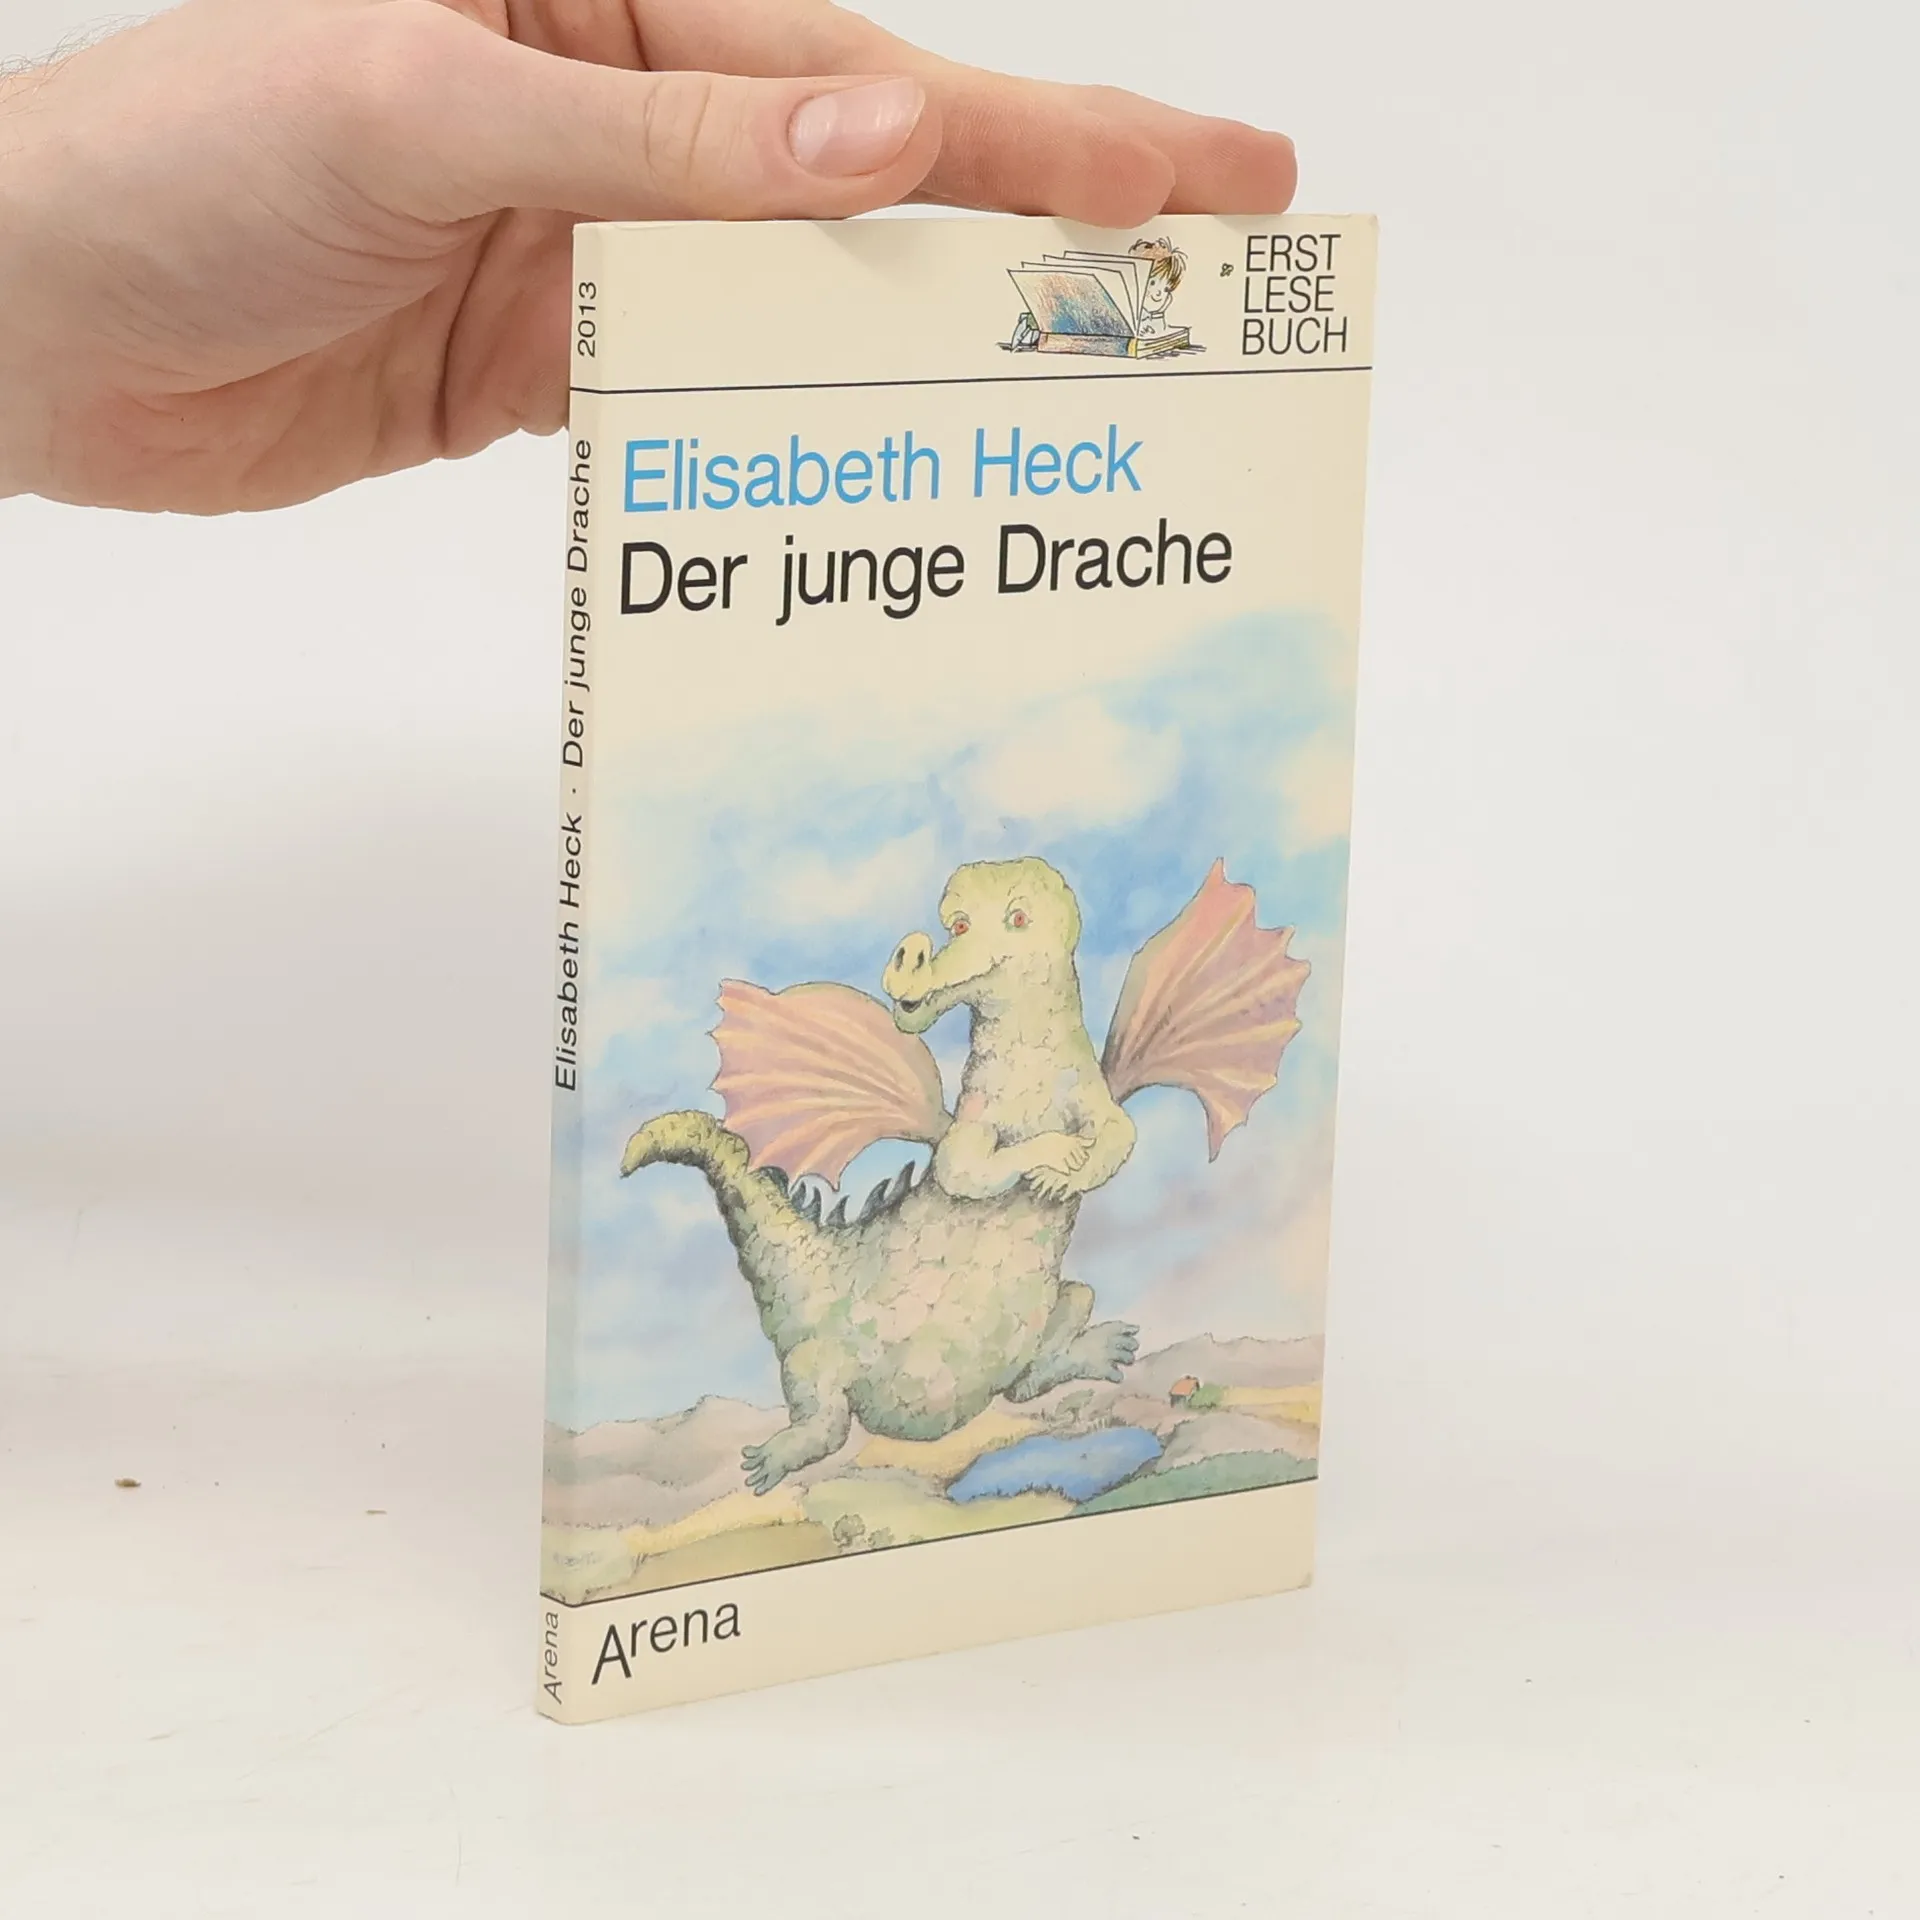 ERST
LESE
BUCH
Elisabeth Heck
Der junge Drache
Arena
2013
Elisabeth Heck · Der junge Drache
Arena